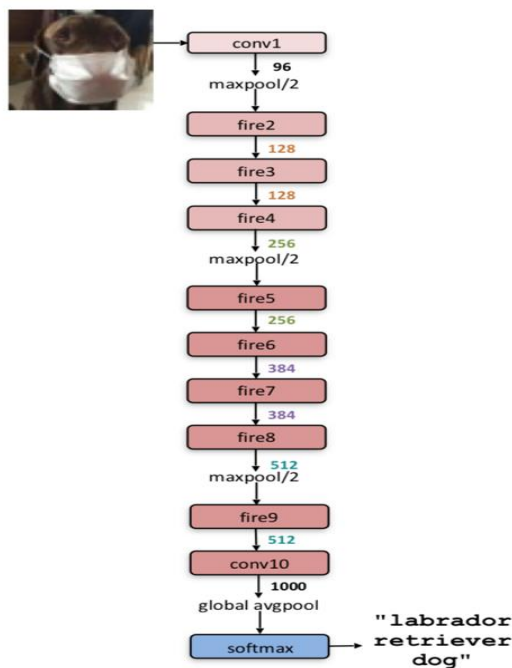 conv1
96
maxpool/2
fire2
128
fire3
128
fire4
256
maxpool/2
fire5
256
fire6
384
fire7
384
fire8
512
maxpool/2
fire9
512
conv10
1000
global avgpool
softmax
"labrador
retriever
dog"